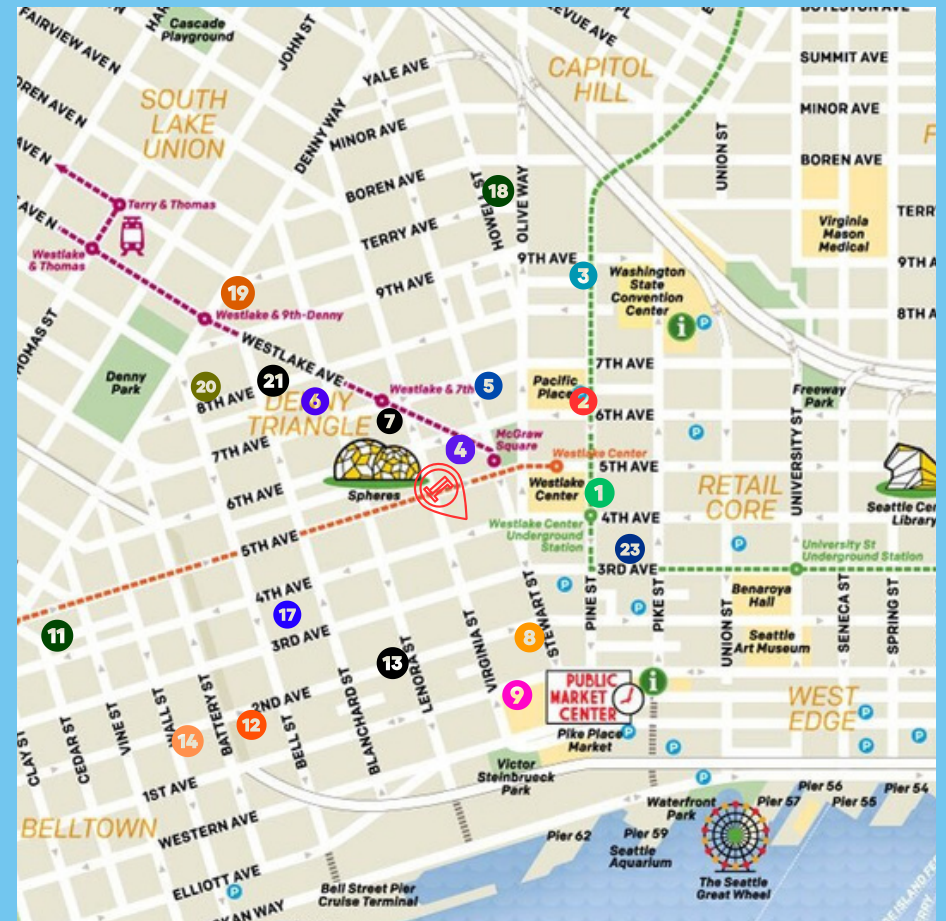 BOYLESTON AVE
FAIRVIEW AVE N
Cascade
Playground
JOHN ST
SUMMIT AVE
YALE AVE
CAPITOL
HILL
SOUTH
LAKE
UNION
DENNY WAY
MINOR AVE
MINOR AVE
UNION ST
BOREN AVE
BOREN AVE
AVE N
Terry & Thomas
HOWELL ST
18
OLIVE WAY
TERRY AVE
Virginia
Mason
Medical
AVE N
Westlake
& Thomas
9TH AVE
3
Washington
State
Convention
Center
i
P
9TH AVE
19
Westlake & 9th-Denny
THOMAS ST
WESTLAKE AVE
7TH AVE
Denny
Park
20
8TH AVE
21
6
Westlake & 7th
5
Pacific
Place
2
6TH AVE
Freeway
Park
DENNY
TRIANGLE
7
P
7TH AVE
4
McGraw
Square
Westlake Center
5TH AVE
UNIVERSITY ST
Spheres
6TH AVE
Westlake
Center
1
RETAIL
CORE
4TH AVE
Westlake Center
Underground
Station
P
5TH AVE
23
3RD AVE
University St
Underground Station
4TH AVE
17
P
P
STEWART ST
PINE ST
PIKE ST
Benaroya
Hall
UNION ST
SENECA ST
SPRING ST
11
3RD AVE
8
Seattle
Art Museum
13
LENORA ST
VIRGINIA ST
9
PUBLIC
MARKET
CENTER
i
WEST
EDGE
P
2ND AVE
12
14
CLAY ST
CEDAR ST
VINE ST
WALL ST
BATTERY ST
BELL ST
BLANCHARD ST
Pike Place
Market
P
P
P
P
Victor
Steinbrueck
Park
P
1ST AVE
BELLTOWN
WESTERN AVE
Waterfront
Park
Pier 57
Pier 56
Pier 55
Pier 54
Pier 62
Pier 59
Seattle
Aquarium
ELLIOTT AVE
P
Bell Street Pier
Cruise Terminal
The Seattle
Great Wheel